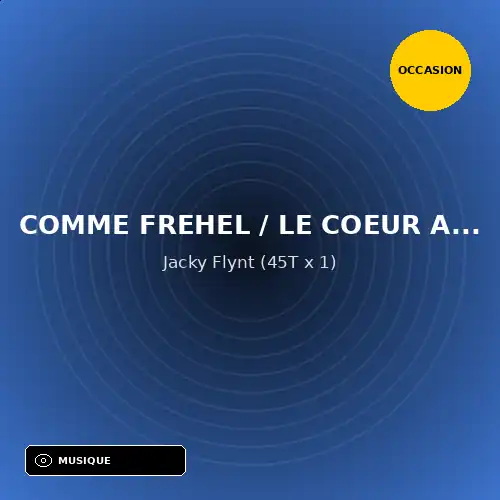 OCCASION
COMME FREHEL / LE COEUR A...
Jacky Flynt (45T x 1)
MUSIQUE